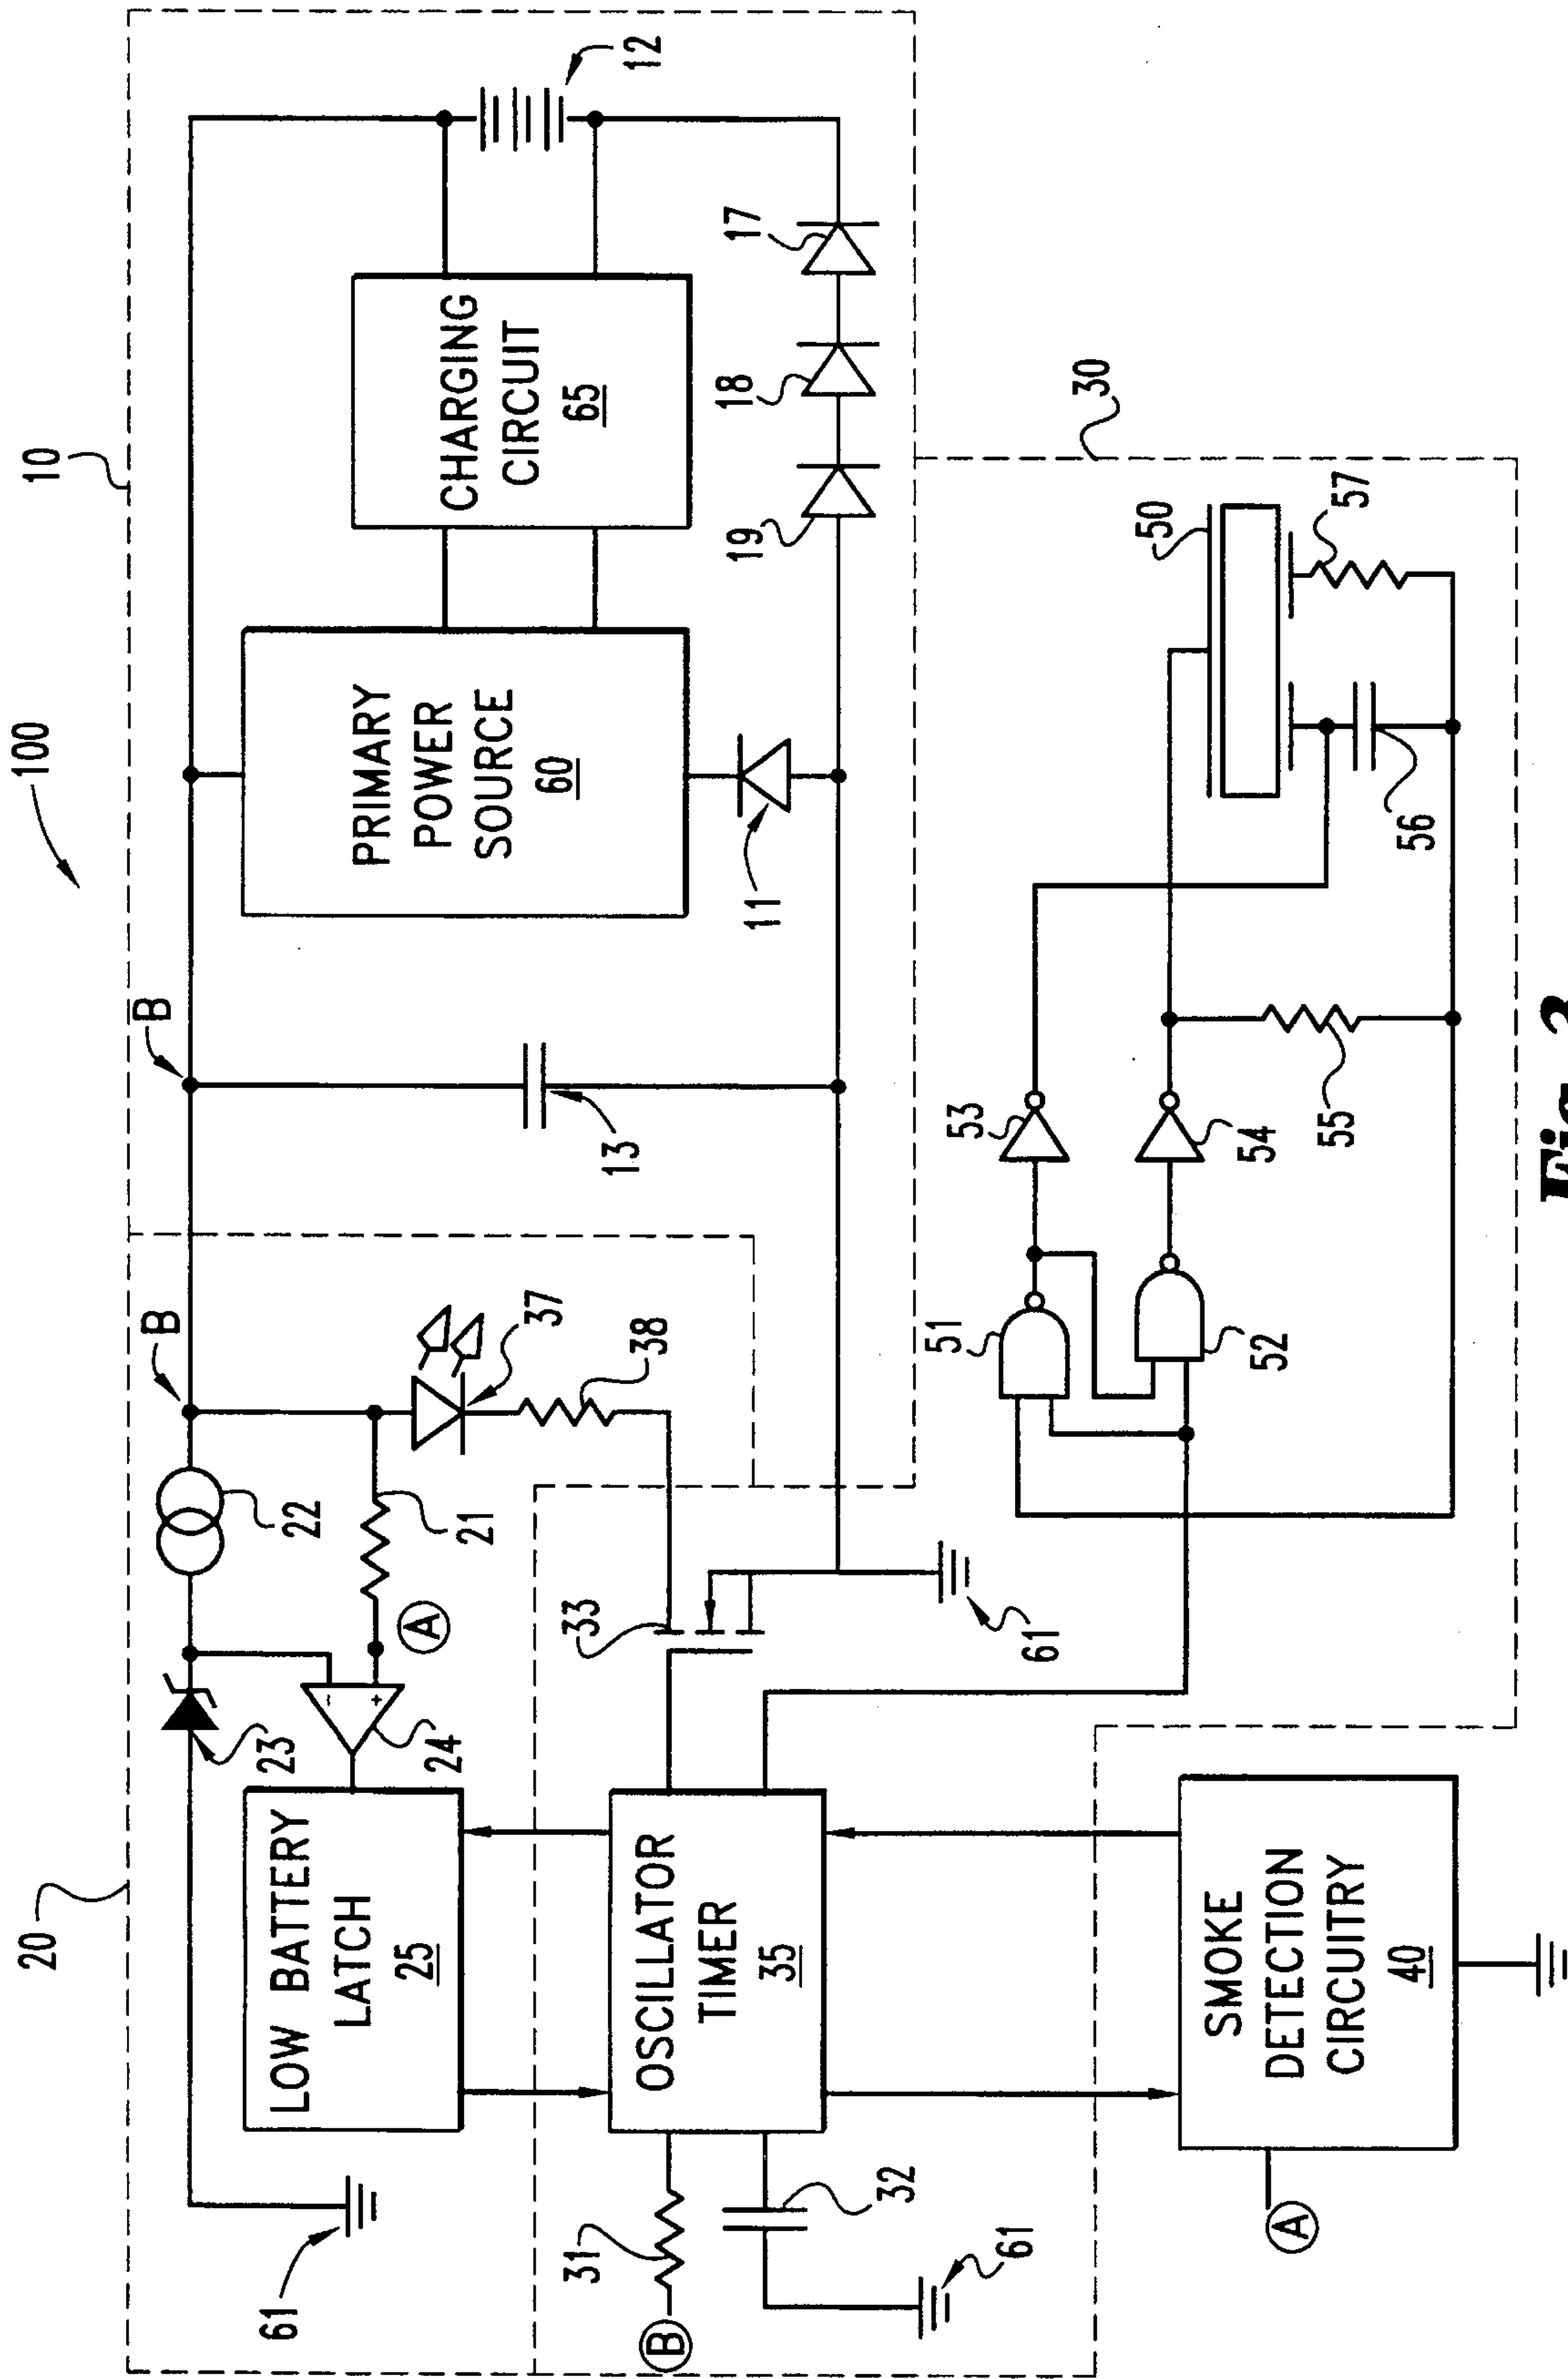 100
10
20
B
B
PRIMARY
POWER
SOURCE
60
CHARGING
CIRCUIT
65
12
11
13
17
18
19
22
21
23
24
37
38
A
LOW BATTERY
LATCH
25
61
33
61
OSCILLATOR
TIMER
35
31
B
32
61
30
50
51
52
53
54
55
56
57
SMOKE
DETECTION
CIRCUITRY
40
A